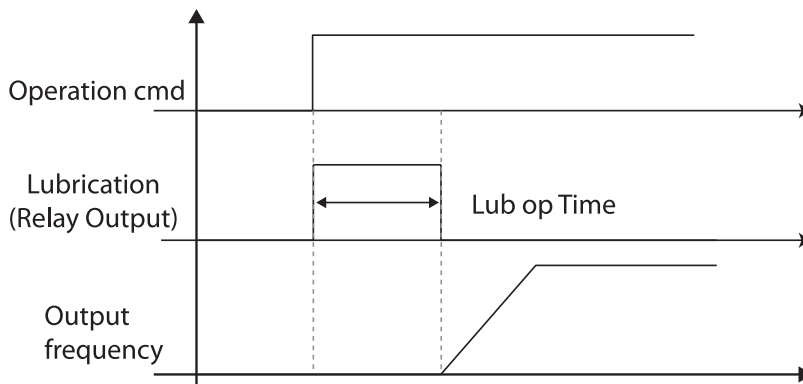 Operation cmd
Lubrication
(Relay Output)
Lub op Time
Output
frequency